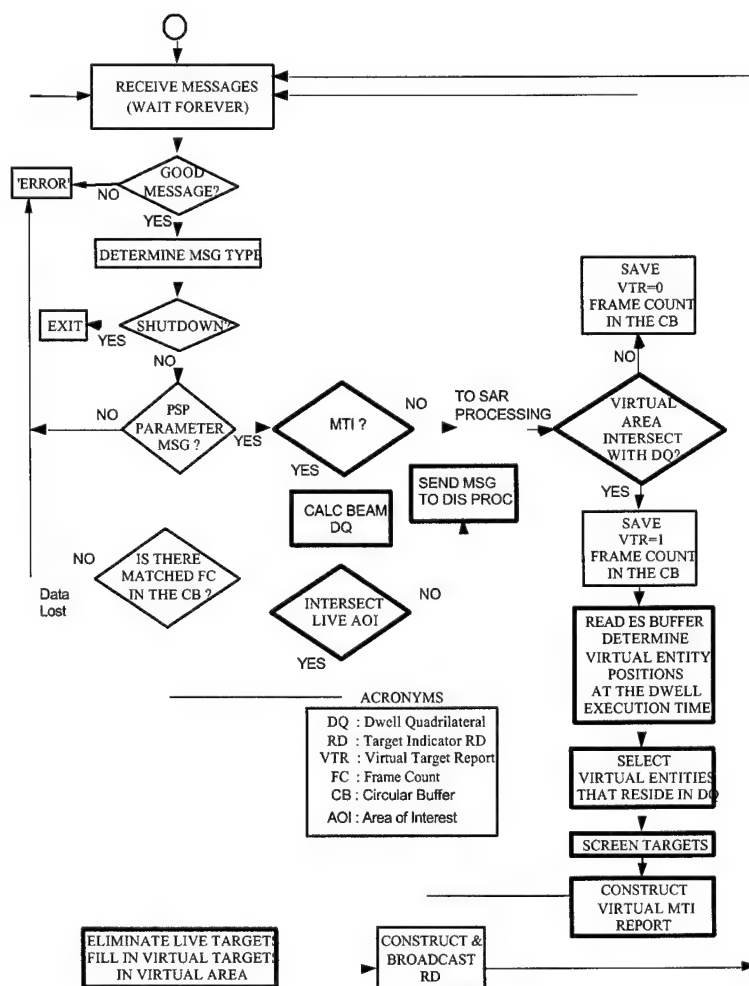 RECEIVE MESSAGES
(WAIT FOREVER)
GOOD
MESSAGE?
'ERROR'
NO
YES
DETERMINE MSG TYPE
SHUTDOWN?
EXIT
YES
NO
PSP
PARAMETER
MSG ?
NO
YES
MTI ?
NO
YES
TO SAR
PROCESSING
SAVE
VTR=0
FRAME COUNT
IN THE CB
NO
VIRTUAL
AREA
INTERSECT
WITH DQ?
YES
CALC BEAM
DQ
SEND MSG
TO DIS PROC
SAVE
VTR=1
FRAME COUNT
IN THE CB
NO
IS THERE
MATCHED FC
IN THE CB ?
Data
Lost
INTERSECT
LIVE AOI
NO
YES
READ ES BUFFER
DETERMINE
VIRTUAL ENTITY
POSITIONS
AT THE DWELL
EXECUTION TIME
ACRONYMS
DQ : Dwell Quadrilateral
RD : Target Indicator RD
VTR : Virtual Target Report
FC : Frame Count
CB : Circular Buffer
AOI : Area of Interest
SELECT
VIRTUAL ENTITIES
THAT RESIDE IN DQ
SCREEN TARGETS
CONSTRUCT
VIRTUAL MTI
REPORT
ELIMINATE LIVE TARGETS
FILL IN VIRTUAL TARGETS
IN VIRTUAL AREA
CONSTRUCT &
BROADCAST
RD